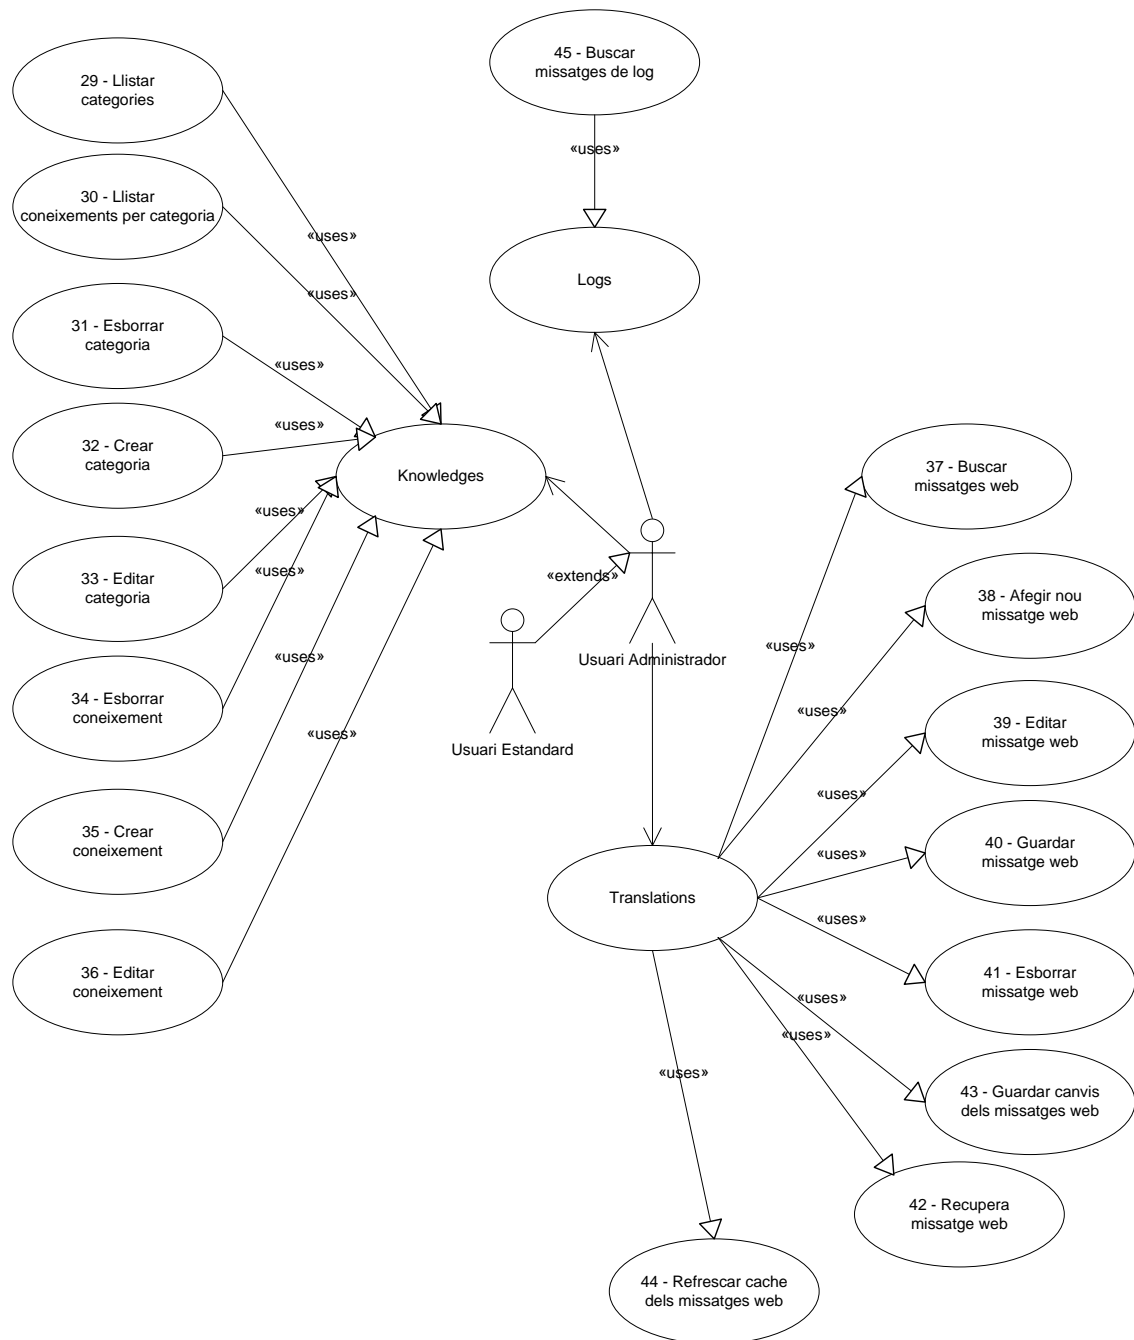 45 - Buscar
missatges de log
29 - Llistar
categories
«uses»
30 - Llistar
coneixements per categoria
«uses»
Logs
«uses»
31 - Esborrar
categoria
«uses»
«uses»
32 - Crear
categoria
Knowledges
37 - Buscar
missatges web
«uses»
33 - Editar
categoria
«uses»
«extends»
38 - Afegir nou
missatge web
Usuari Administrador
«uses»
«uses»
34 - Esborrar
coneixement
«uses»
Usuari Estandard
«uses»
39 - Editar
missatge web
«uses»
35 - Crear
coneixement
40 - Guardar
missatge web
«uses»
Translations
«uses»
36 - Editar
coneixement
41 - Esborrar
missatge web
«uses»
«uses»
«uses»
43 - Guardar canvis
dels missatges web
42 - Recupera
missatge web
44 - Refrescar cache
dels missatges web